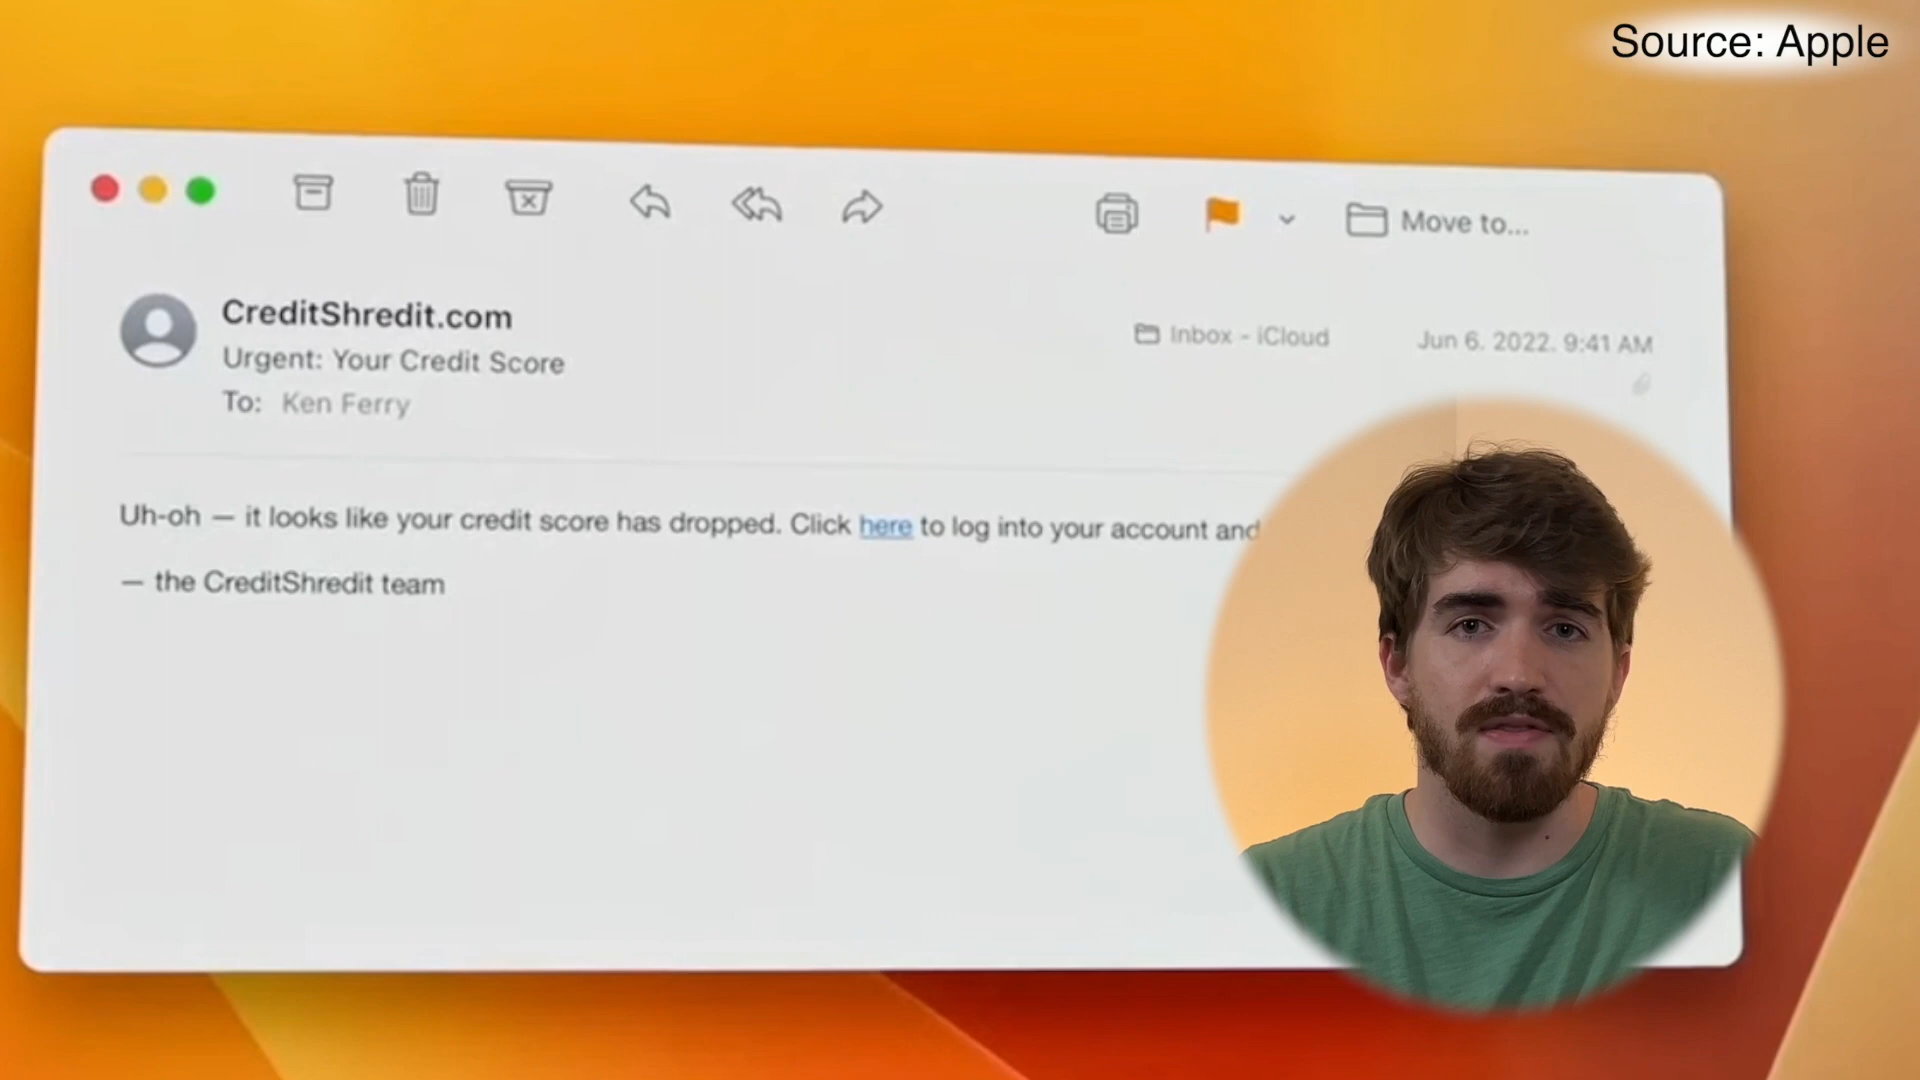 Source: Apple
Move to...
CreditShredit.com
Inbox - iCloud
Jun 6, 2022, 9:41 AM
Urgent: Your Credit Score
To: Ken Ferry
Uh-oh — it looks like your credit score has dropped. Click here to log into your account and
— the CreditShredit team